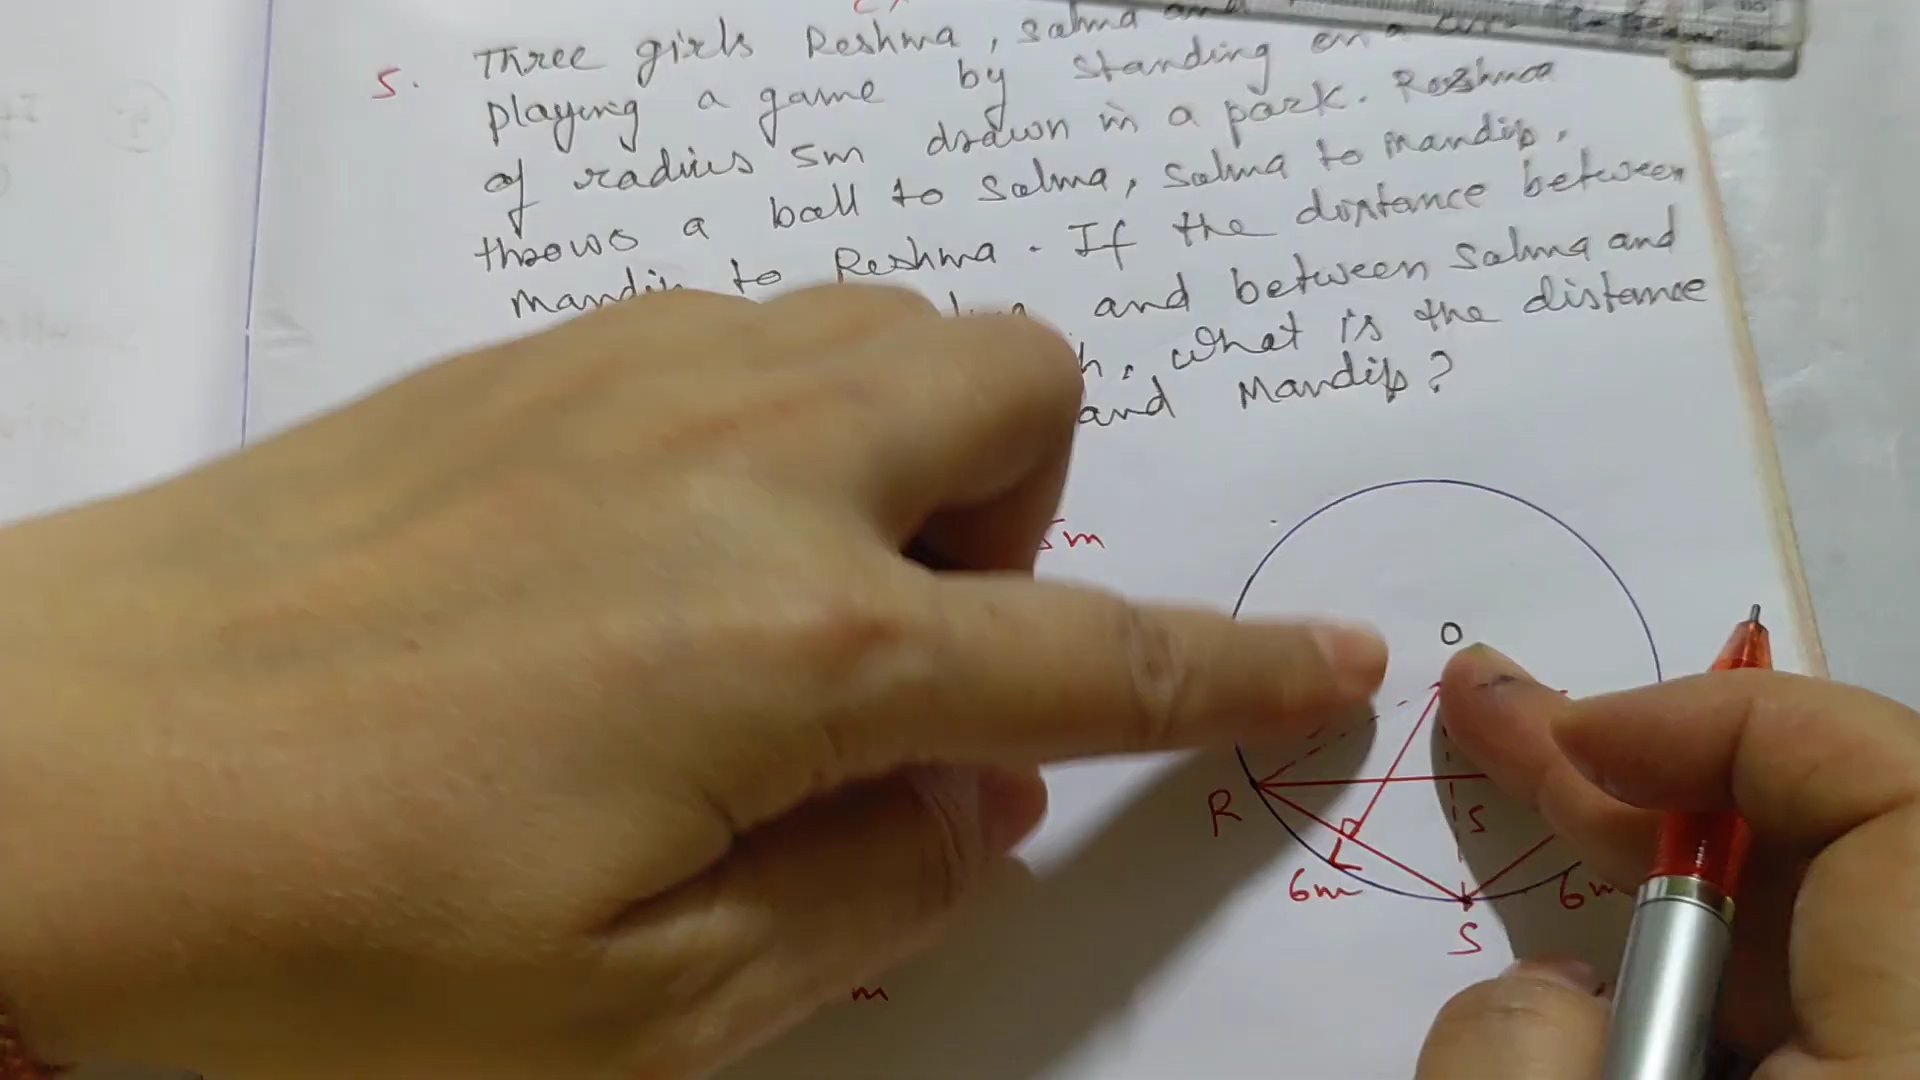 5. Three girls Reshma, Salma and
playing a game by standing on a
of radius 5m drawn in a park. Reshma
throws a ball to Salma, Salma to Mandip,
Mandip to Reshma. If the distance between
and between Salma and
what is the distance
and Mandip?
5m
O
R
S
L
6m
6m
S
m